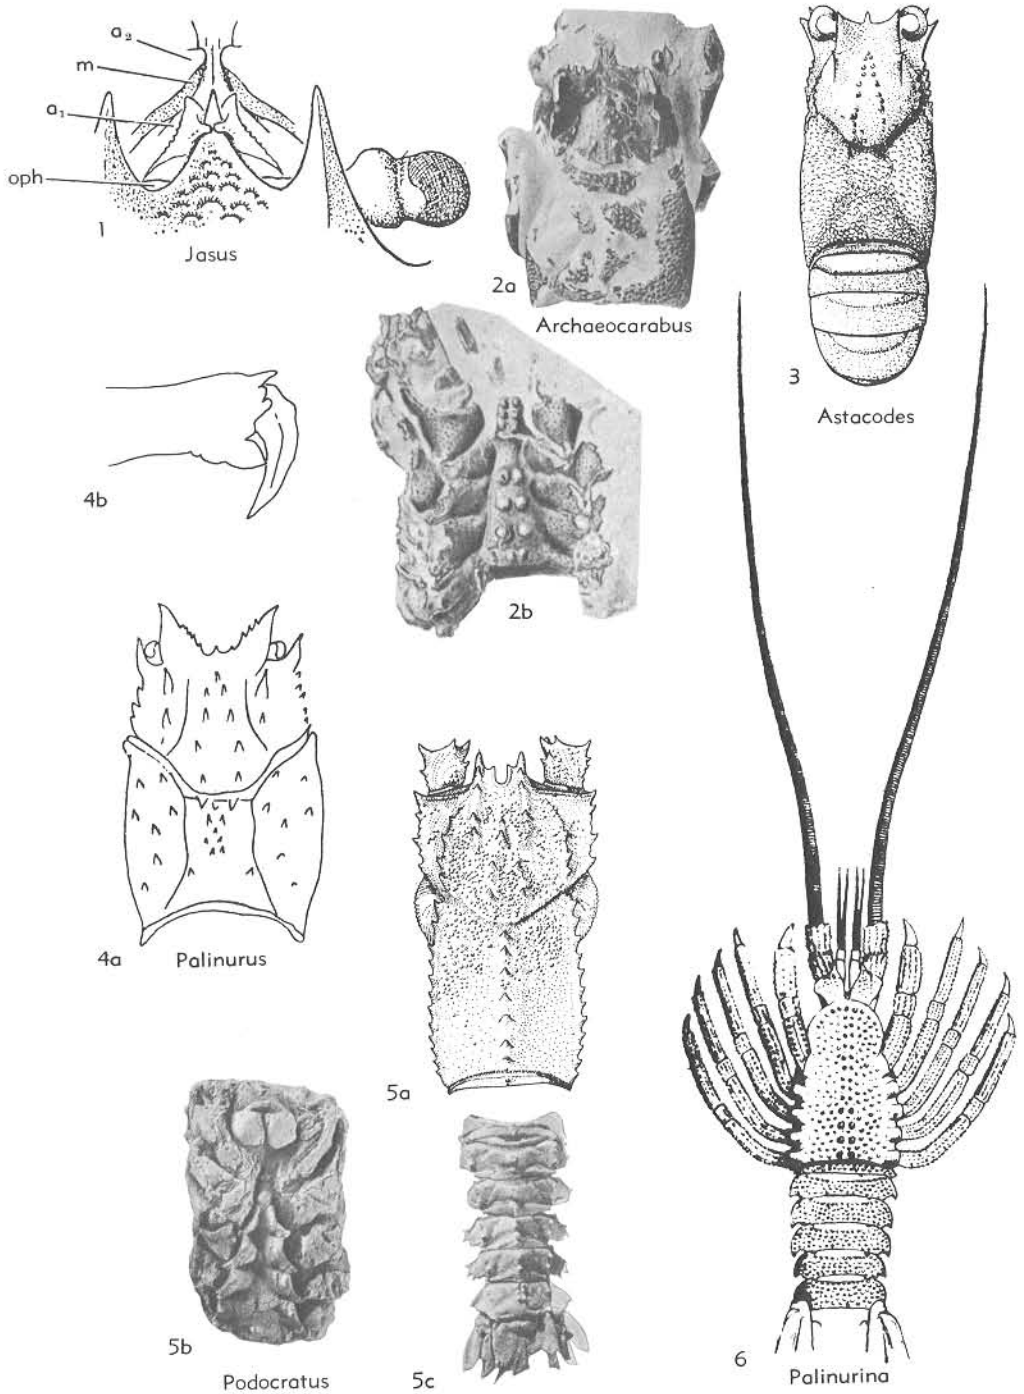 a₂
m
a₁
oph
1
Jasus
2a
Archaeocarabus
3
Astacodes
4b
2b
4a
Palinurus
5a
5b
Podocratus
5c
6
Palinurina